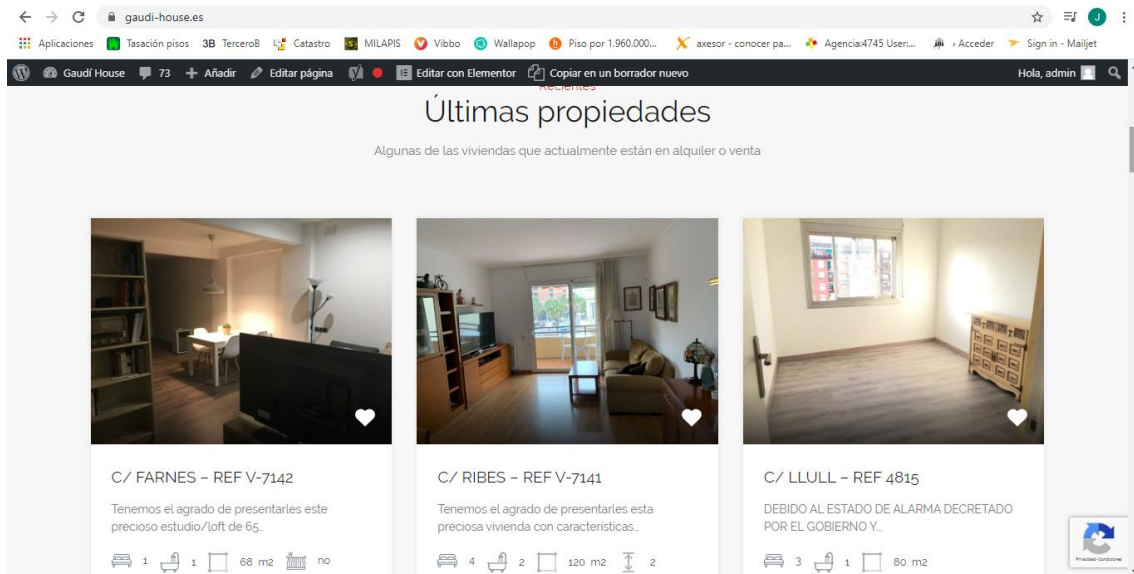 gaudi-house.es
J
Aplicaciones Tasación pisos 3B TerceroB Catastro MILAPIS Vibbo Wallapop Piso por 1.960.000... axesor - conocer pa... Agencia:4745 User:... › Acceder Sign in - Mailjet
Gaudí House 73 + Añadir Editar página Editar con Elementor Copiar en un borrador nuevo Hola, admin
Recientes
Últimas propiedades
Algunas de las viviendas que actualmente están en alquiler o venta
C/ FARNES – REF V-7142 C/ RIBES – REF V-7141 C/ LLULL – REF 4815
Tenemos el agrado de presentarles este Tenemos el agrado de presentarles esta DEBIDO AL ESTADO DE ALARMA DECRETADO
precioso estudio/loft de 65... preciosa vivienda con características... POR EL GOBIERNO Y...
1 1 68 m2 no 4 2 120 m2 2 3 1 80 m2
Privacidad - Condiciones